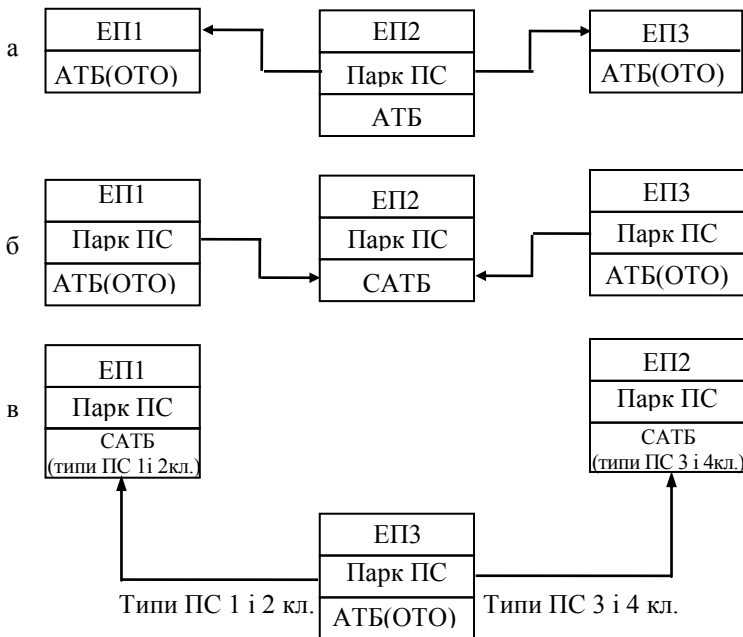 а
ЕП1
АТБ(ОТО)
ЕП2
Парк ПС
АТБ
ЕП3
АТБ(ОТО)
б
ЕП1
Парк ПС
АТБ(ОТО)
ЕП2
Парк ПС
САТБ
ЕП3
Парк ПС
АТБ(ОТО)
в
ЕП1
Парк ПС
САТБ
(типи ПС 1і 2кл.)
ЕП2
Парк ПС
САТБ
(типи ПС 3 і 4кл.)
ЕП3
Парк ПС
АТБ(ОТО)
Типи ПС 1 і 2 кл.
Типи ПС 3 і 4 кл.